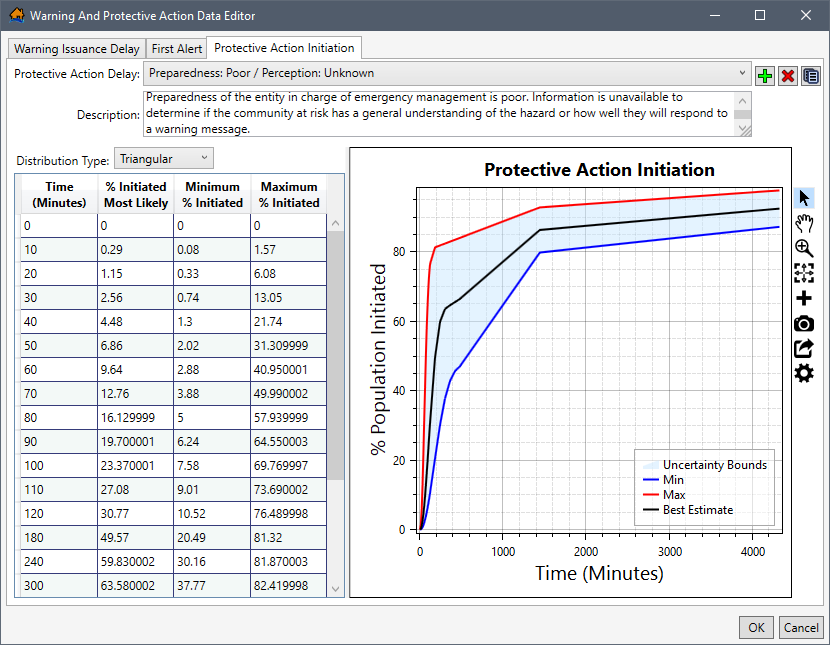 Warning And Protective Action Data Editor
Warning Issuance Delay First Alert Protective Action Initiation
Protective Action Delay: Preparedness: Poor / Perception: Unknown
Description: Preparedness of the entity in charge of emergency management is poor. Information is unavailable to
determine if the community at risk has a general understanding of the hazard or how well they will respond to
a warning message.
Distribution Type: Triangular
Time % Initiated Minimum Maximum
(Minutes) Most Likely % Initiated % Initiated
0 0 0 0
10 0.29 0.08 1.57
20 1.15 0.33 6.08
30 2.56 0.74 13.05
40 4.48 1.3 21.74
50 6.86 2.02 31.309999
60 9.64 2.88 40.950001
70 12.76 3.88 49.990002
80 16.129999 5 57.939999
90 19.700001 6.24 64.550003
100 23.370001 7.58 69.769997
110 27.08 9.01 73.690002
120 30.77 10.52 76.489998
180 49.57 20.49 81.32
240 59.830002 30.16 81.870003
300 63.580002 37.77 82.419998
Protective Action Initiation
% Population Initiated
80
60
40
20
0
0 1000 2000 3000 4000
Time (Minutes)
Uncertainty Bounds
Min
Max
Best Estimate
OK Cancel